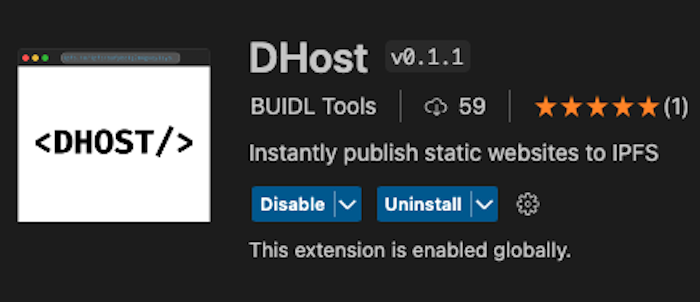 <DHOST/>
DHost v0.1.1
BUIDL Tools 59 (1)
Instantly publish static websites to IPFS
Disable Uninstall
This extension is enabled globally.